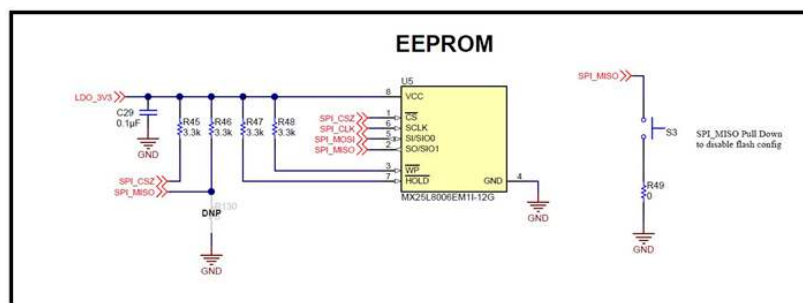 EEPROM
LDO_3V3
C29
0.1µF
GND
R45
3.3k
R46
3.3k
R47
3.3k
R48
3.3k
SPI_CSZ
SPI_MISO
R130
DNP
GND
U5
8
VCC
SPI_CSZ
1
CS
SPI_CLK
6
SCLK
SPI_MOSI
5
SI/SIO0
SPI_MISO
2
SO/SIO1
3
WP
7
HOLD
GND
4
MX25L8006EM1I-12G
GND
SPI_MISO
S3
SPI_MISO Pull Down
to disable flash config
R49
0
GND